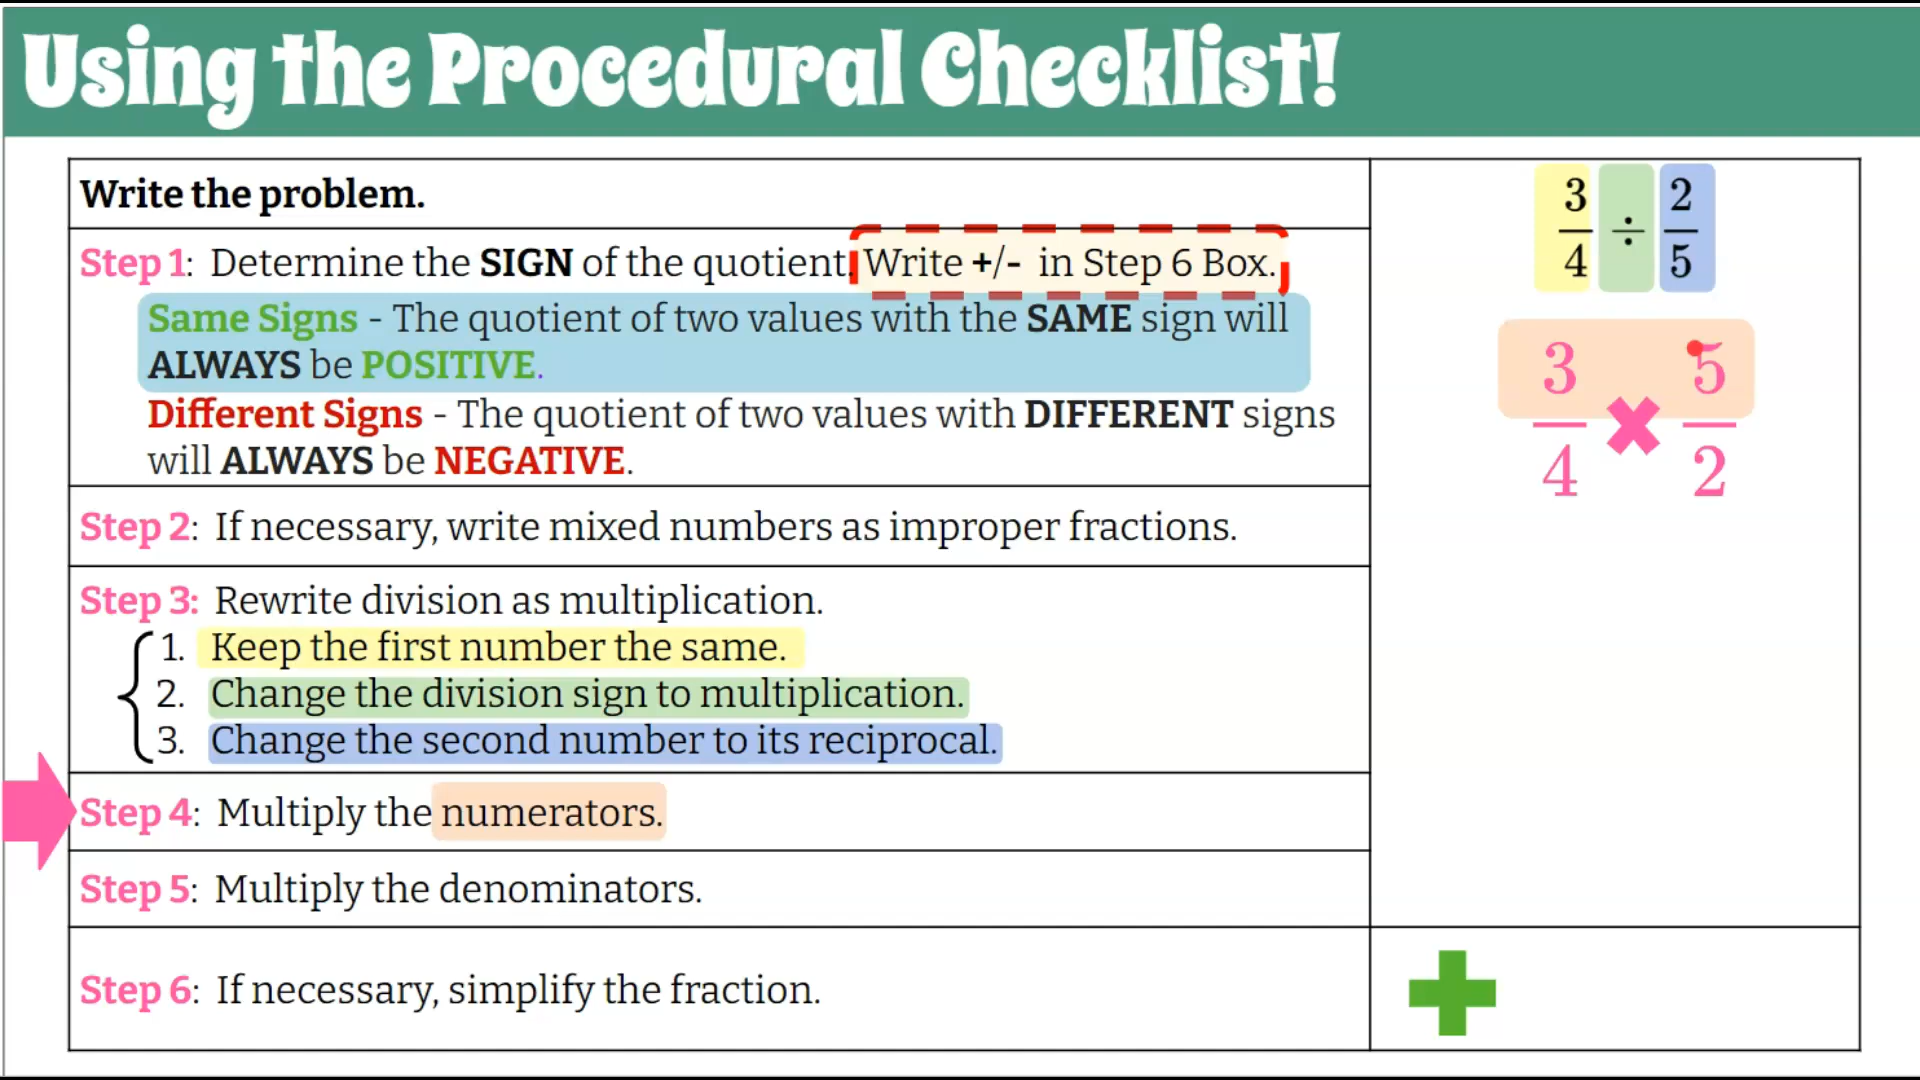 Using the Procedural Checklist!
Write the problem.
Step 1: Determine the SIGN of the quotient. Write +/- in Step 6 Box.
Same Signs - The quotient of two values with the SAME sign will
ALWAYS be POSITIVE.
Different Signs - The quotient of two values with DIFFERENT signs
will ALWAYS be NEGATIVE.
Step 2: If necessary, write mixed numbers as improper fractions.
Step 3: Rewrite division as multiplication.
1. Keep the first number the same.
2. Change the division sign to multiplication.
3. Change the second number to its reciprocal.
Step 4: Multiply the numerators.
Step 5: Multiply the denominators.
Step 6: If necessary, simplify the fraction.
3/4 ÷ 2/5
3/4 × 5/2
+